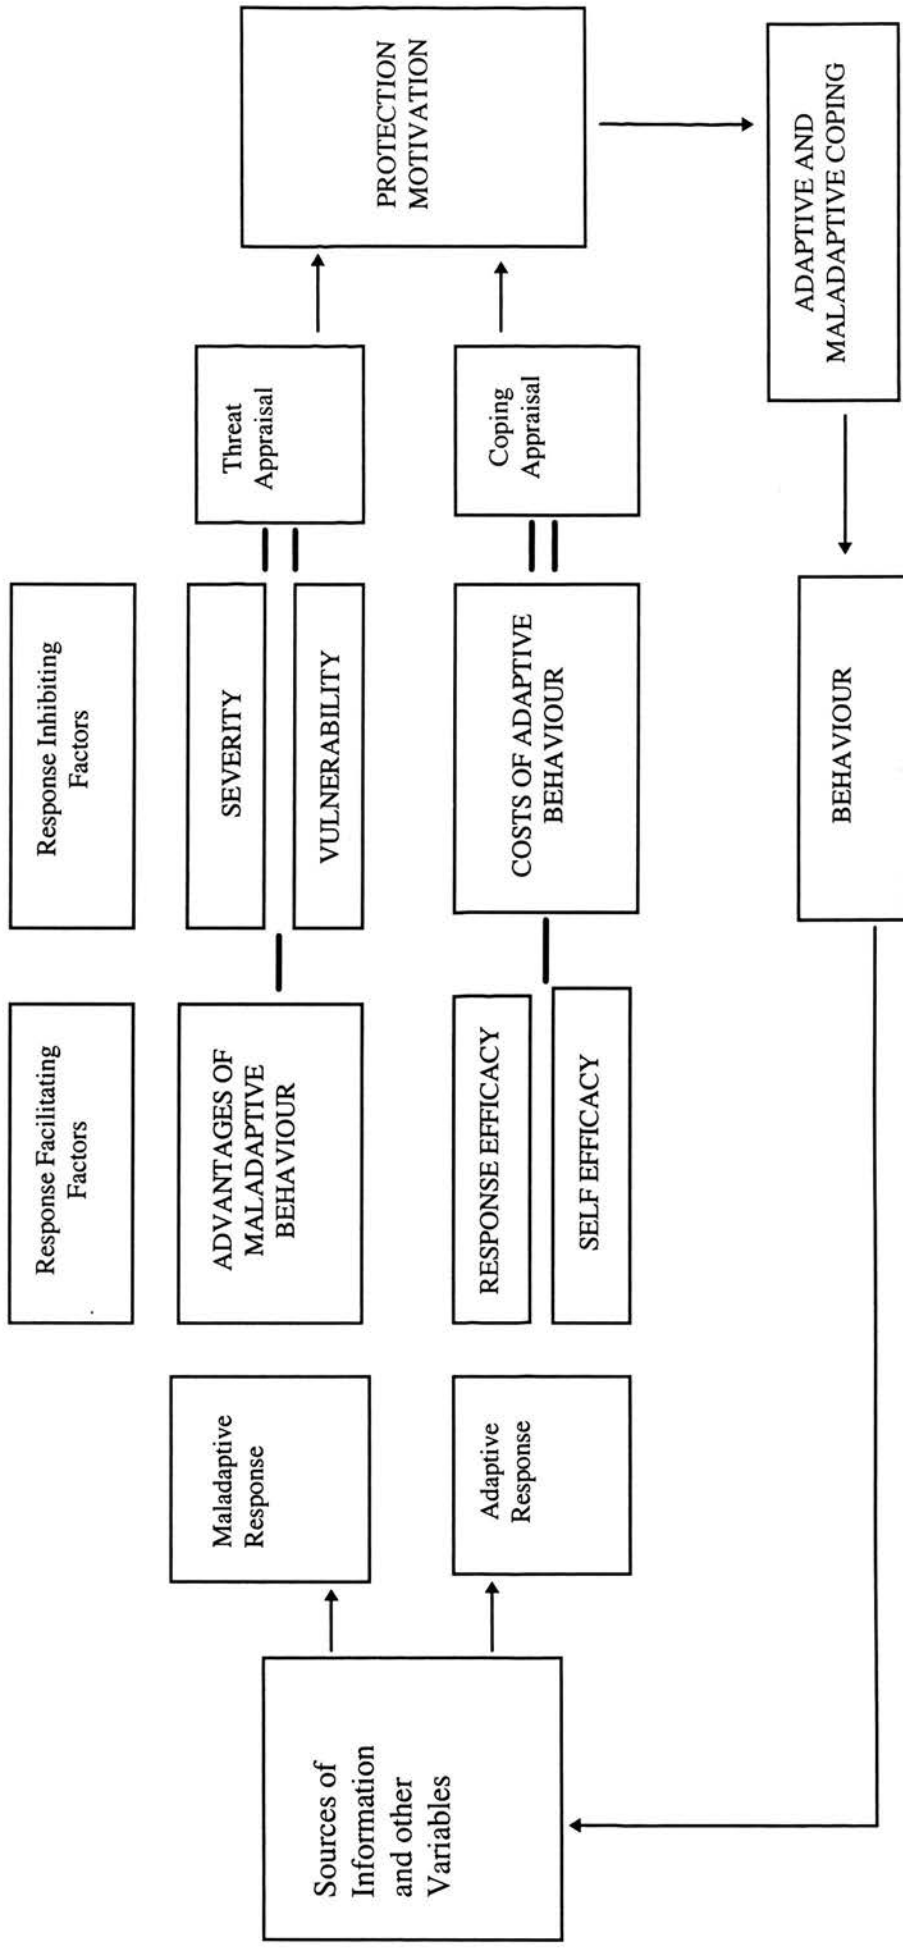 Response Facilitating
Factors
Response Inhibiting
Factors
Sources of
Information
and other
Variables
Maladaptive
Response
ADVANTAGES OF
MALADAPTIVE
BEHAVIOUR
SEVERITY
VULNERABILITY
Threat
Appraisal
Adaptive
Response
RESPONSE EFFICACY
SELF EFFICACY
COSTS OF ADAPTIVE
BEHAVIOUR
Coping
Appraisal
PROTECTION
MOTIVATION
ADAPTIVE AND
MALADAPTIVE COPING
BEHAVIOUR